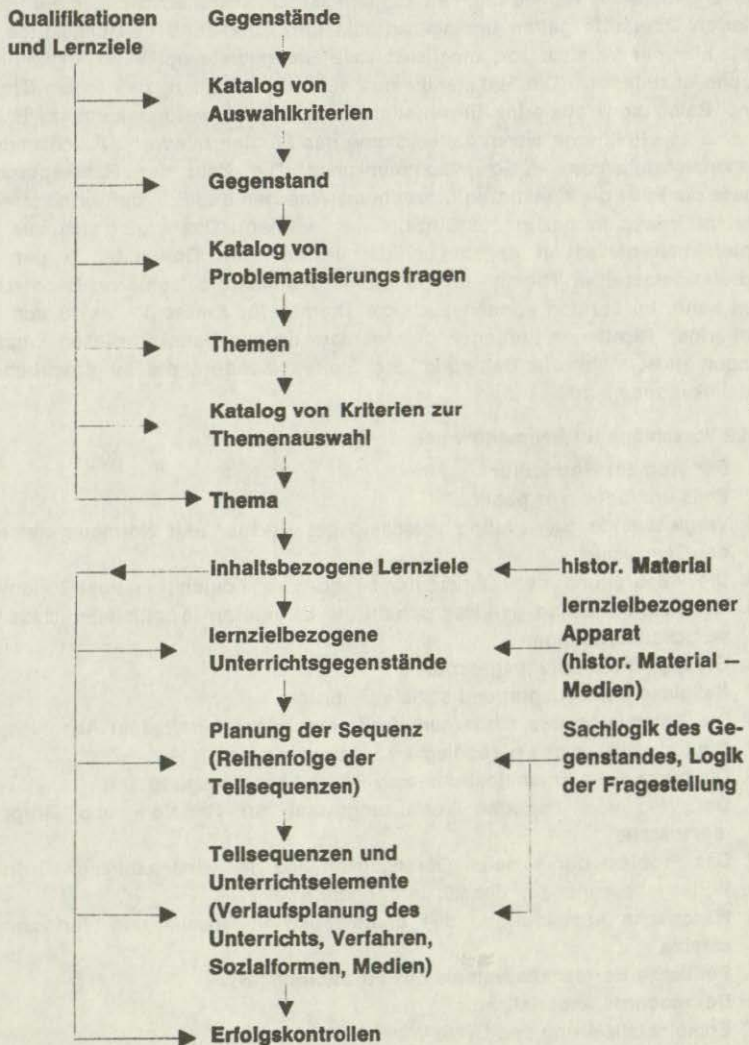 Qualifikationen
und Lernziele
Gegenstände
Katalog von
Auswahlkriterien
Gegenstand
Katalog von
Problematisierungsfragen
Themen
Katalog von Kriterien zur
Themenauswahl
Thema
inhaltsbezogene Lernziele
histor. Material
lernzielbezogene
Unterrichtsgegenstände
lernzielbezogener
Apparat
(histor. Material —
Medien)
Planung der Sequenz
(Reihenfolge der
Teilsequenzen)
Sachlogik des Ge-
genstandes, Logik
der Fragestellung
Teilsequenzen und
Unterrichtselemente
(Verlaufsplanung des
Unterrichts, Verfahren,
Sozialformen, Medien)
Erfolgskontrollen